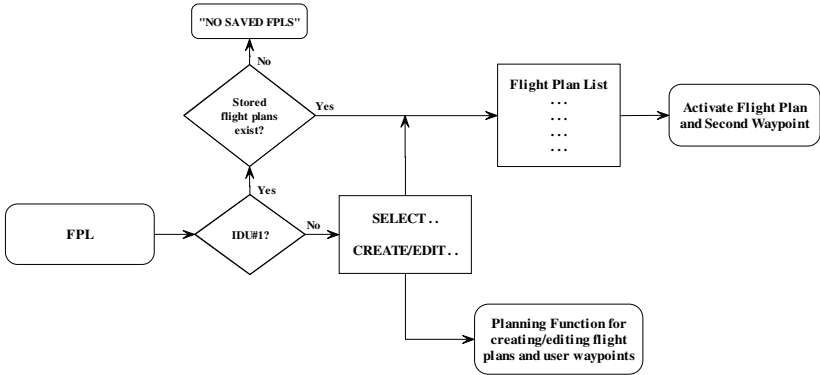 "NO SAVED FPLS"
No
Stored
flight plans
exist?
Yes
Flight Plan List
. . .
. . .
. . .
. . .
Activate Flight Plan
and Second Waypoint
Yes
FPL
IDU#1?
No
SELECT . .
CREATE/EDIT . .
Planning Function for
creating/editing flight
plans and user waypoints